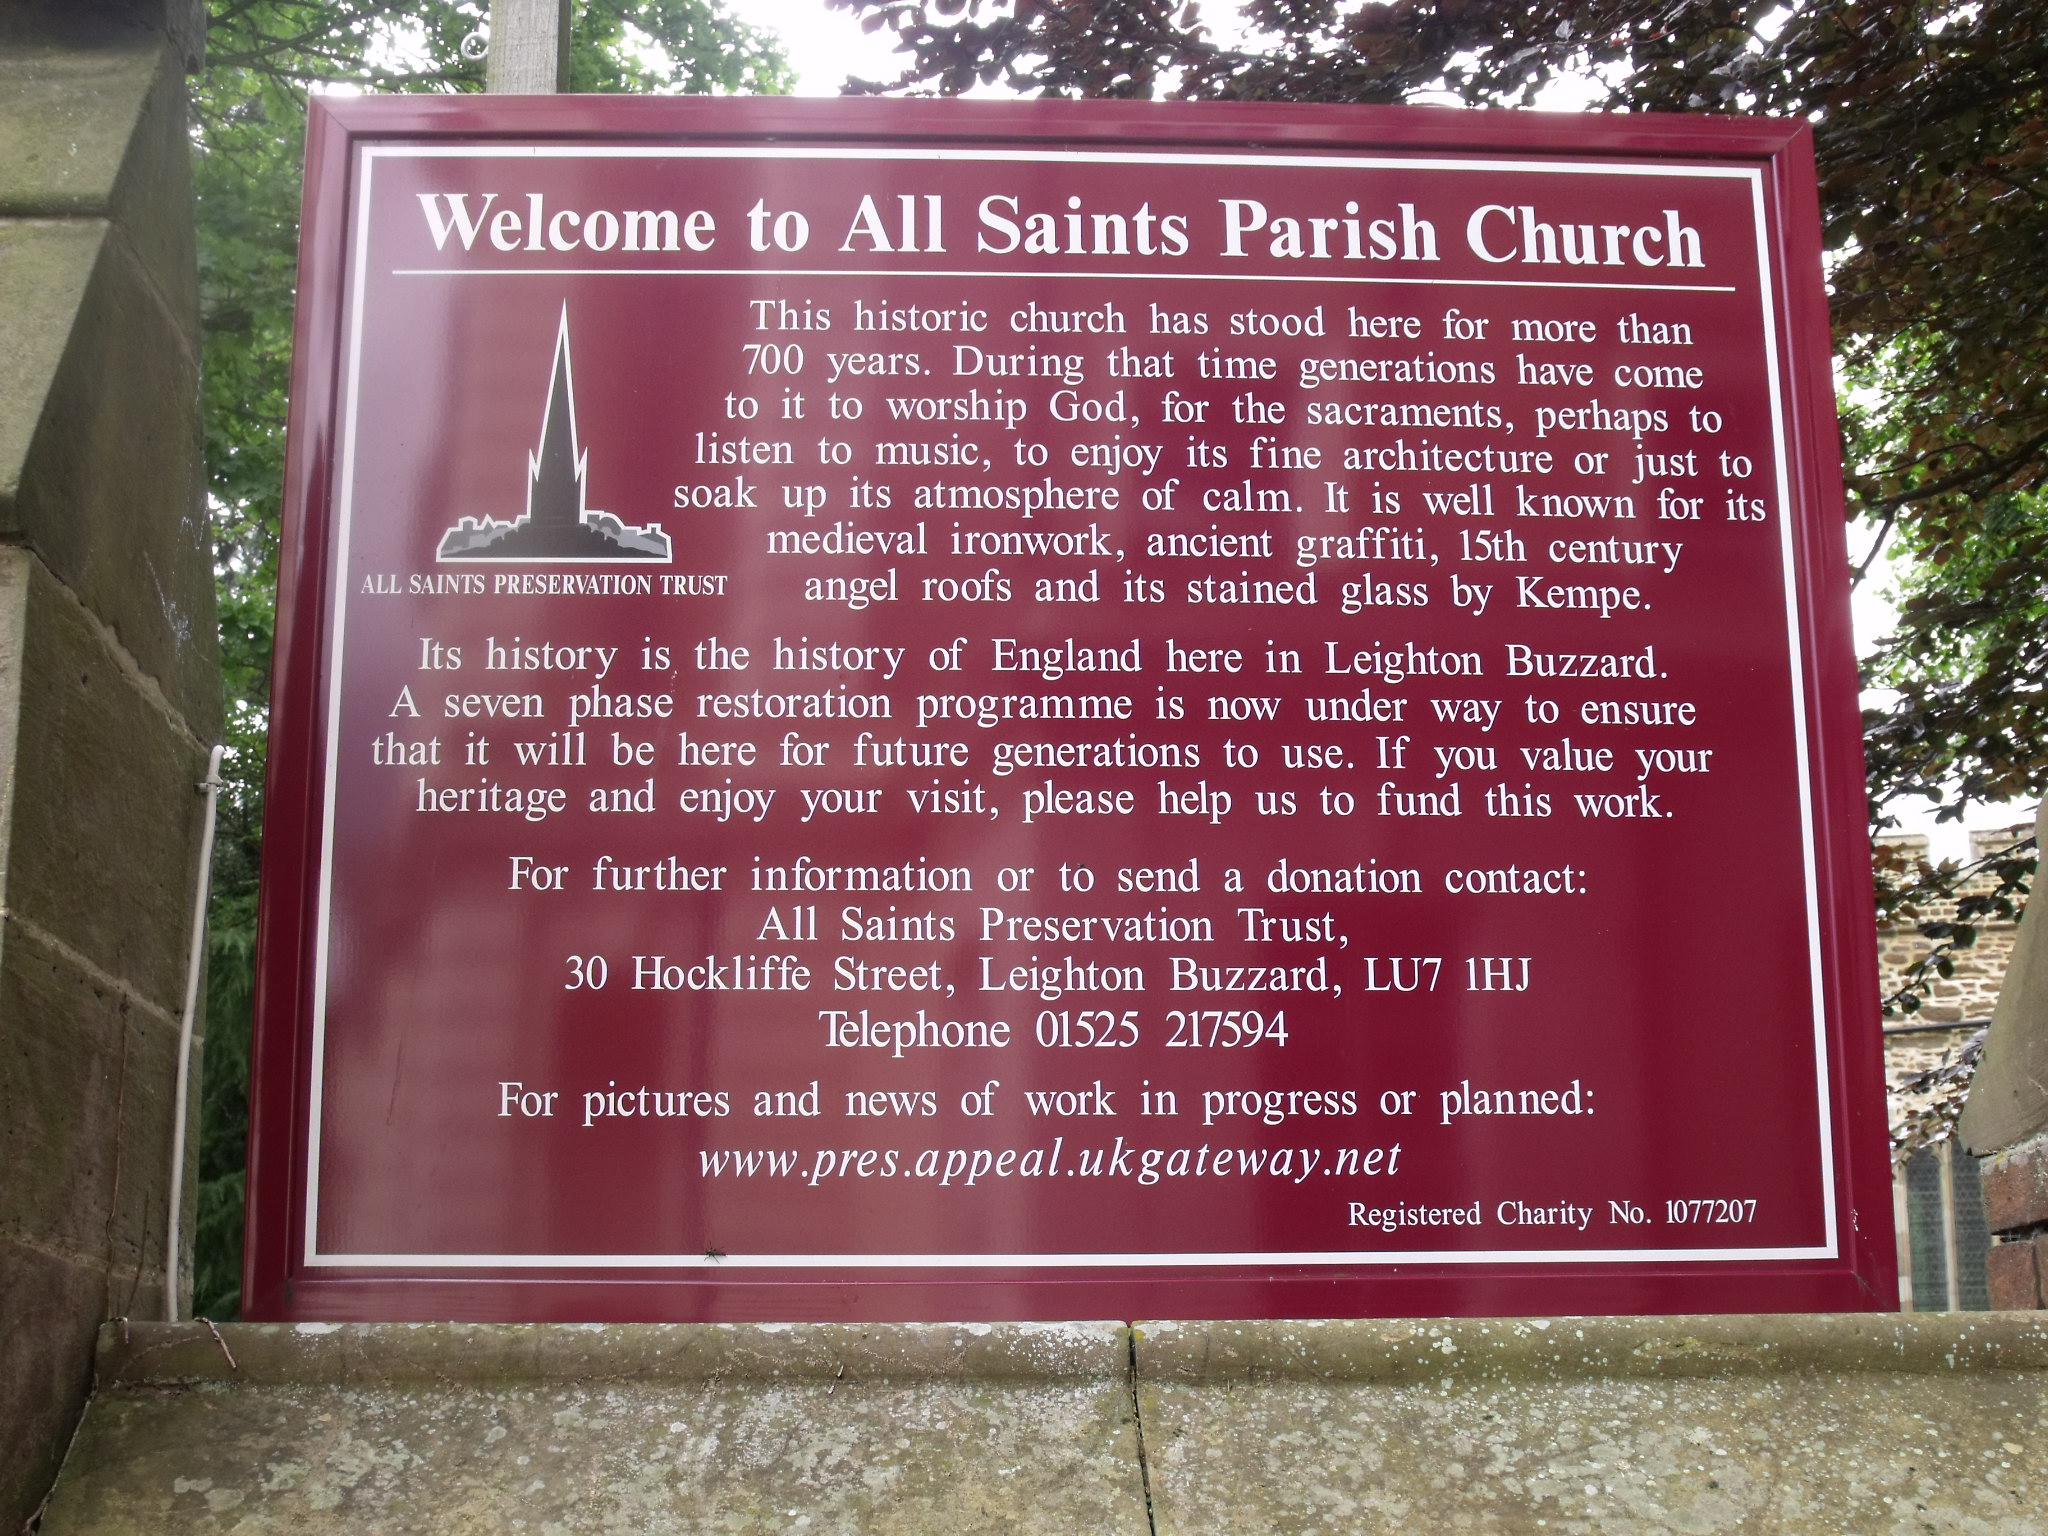 Welcome to All Saints Parish Church
This historic church has stood here for more than
700 years. During that time generations have come
to it to worship God, for the sacraments, perhaps to
listen to music, to enjoy its fine architecture or just to
soak up its atmosphere of calm. It is well known for its
medieval ironwork, ancient graffiti, 15th century
angel roofs and its stained glass by Kempe.
ALL SAINTS PRESERVATION TRUST
Its history is the history of England here in Leighton Buzzard.
A seven phase restoration programme is now under way to ensure
that it will be here for future generations to use. If you value your
heritage and enjoy your visit, please help us to fund this work.
For further information or to send a donation contact:
All Saints Preservation Trust,
30 Hockliffe Street, Leighton Buzzard, LU7 1HJ
Telephone 01525 217594
For pictures and news of work in progress or planned:
www.pres.appeal.ukgateway.net
Registered Charity No. 1077207